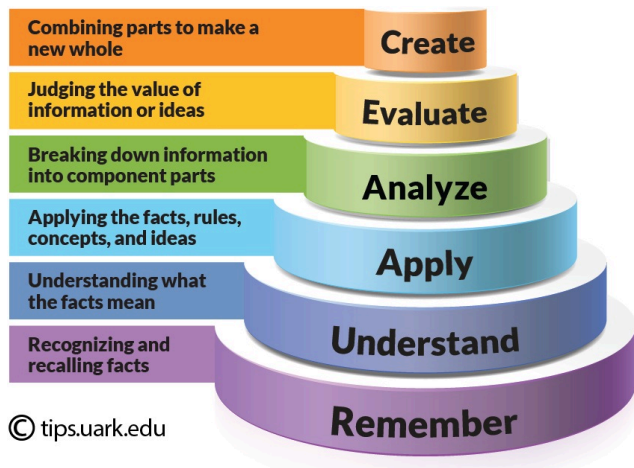 Combining parts to make a
new whole
Create
Judging the value of
information or ideas
Evaluate
Breaking down information
into component parts
Analyze
Applying the facts, rules,
concepts, and ideas
Apply
Understanding what
the facts mean
Understand
Recognizing and
recalling facts
Remember
© tips.uark.edu